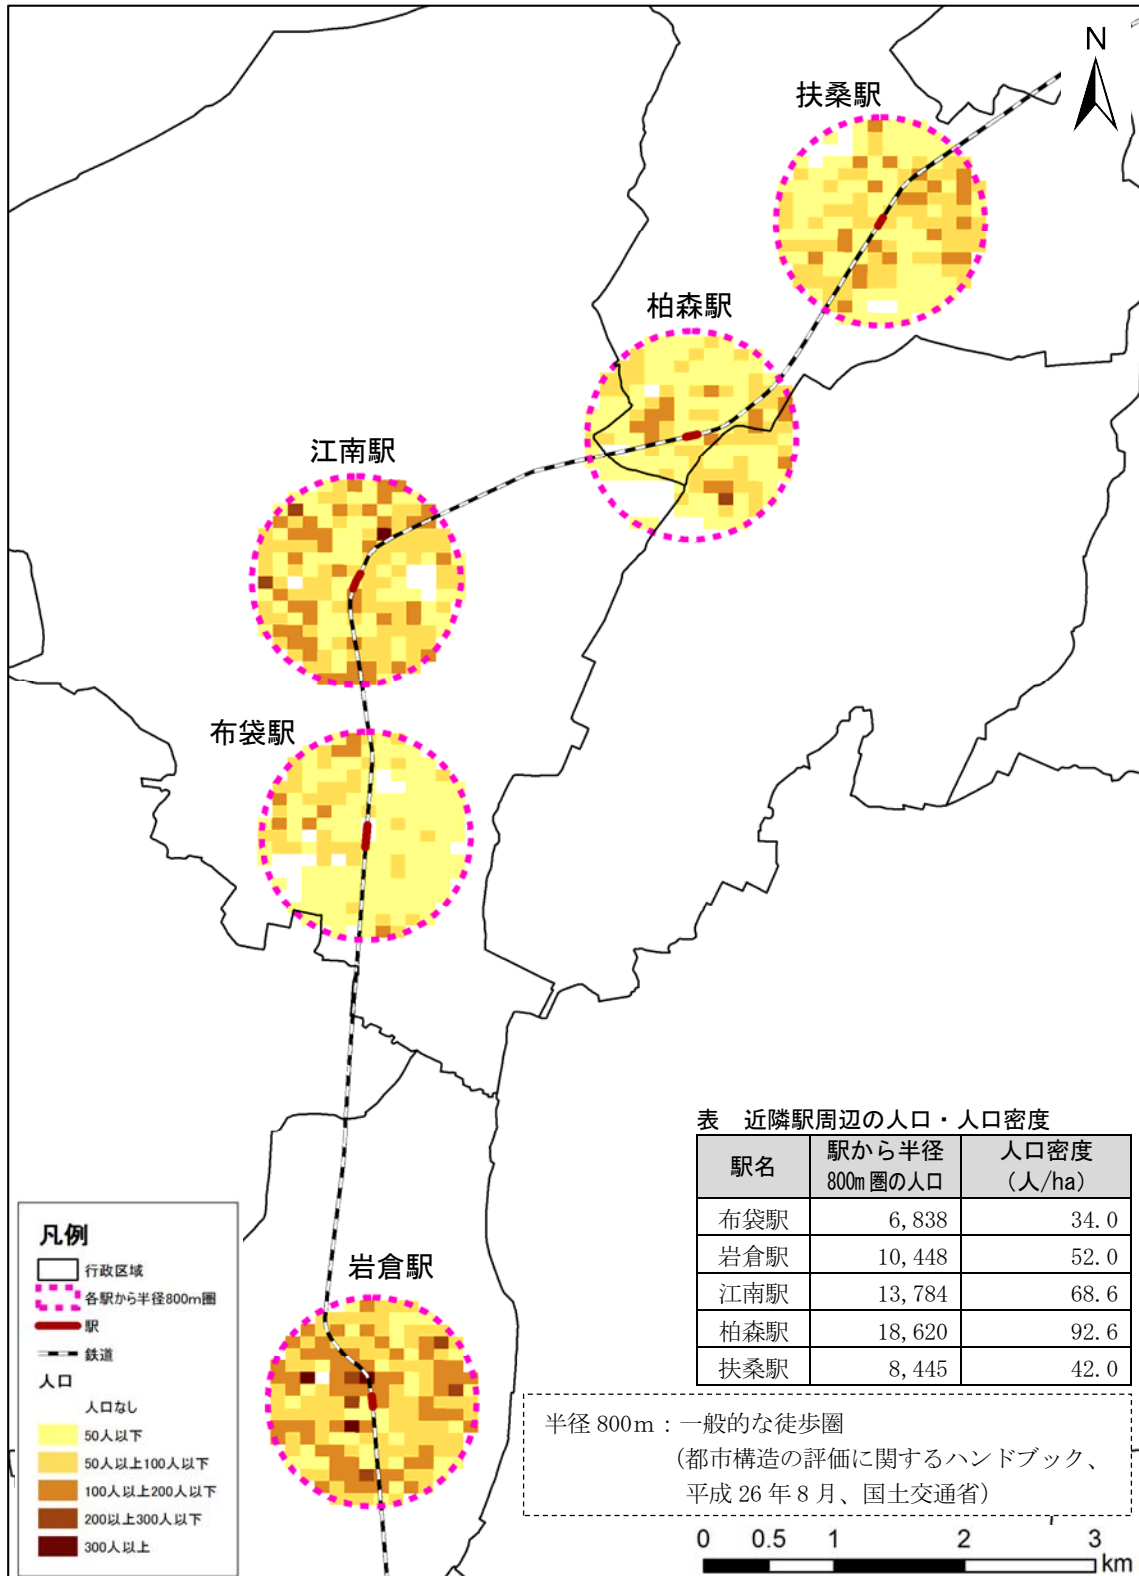 N
扶桑駅
柏森駅
江南駅
布袋駅
岩倉駅
表　近隣駅周辺の人口・人口密度
駅名 駅から半径800m圏の人口 人口密度（人/ha）
布袋駅 6,838 34.0
岩倉駅 10,448 52.0
江南駅 13,784 68.6
柏森駅 18,620 92.6
扶桑駅 8,445 42.0
半径800m：一般的な徒歩圏
（都市構造の評価に関するハンドブック、
平成26年8月、国土交通省）
凡例
行政区域
各駅から半径800m圏
駅
鉄道
人口
人口なし
50人以下
50人以上100人以下
100人以上200人以下
200以上300人以下
300人以上
0 0.5 1 2 3
km